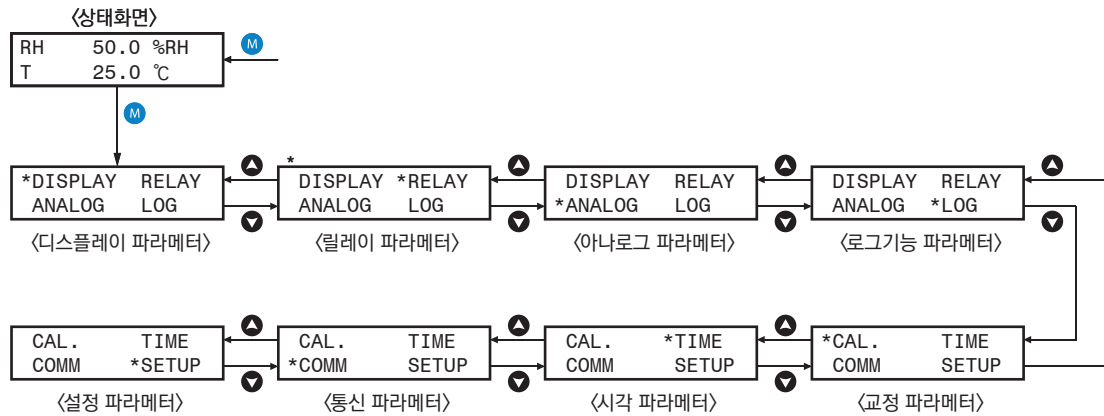 〈상태화면〉
RH 50.0 %RH
T 25.0 ℃
M
M
*
*DISPLAY RELAY
ANALOG LOG
〈디스플레이 파라메터〉
DISPLAY *RELAY
ANALOG LOG
〈릴레이 파라메터〉
DISPLAY RELAY
*ANALOG LOG
〈아나로그 파라메터〉
DISPLAY RELAY
ANALOG *LOG
〈로그기능 파라메터〉
CAL. TIME
COMM *SETUP
〈설정 파라메터〉
CAL. TIME
*COMM SETUP
〈통신 파라메터〉
CAL. *TIME
COMM SETUP
〈시각 파라메터〉
*CAL. TIME
COMM SETUP
〈교정 파라메터〉